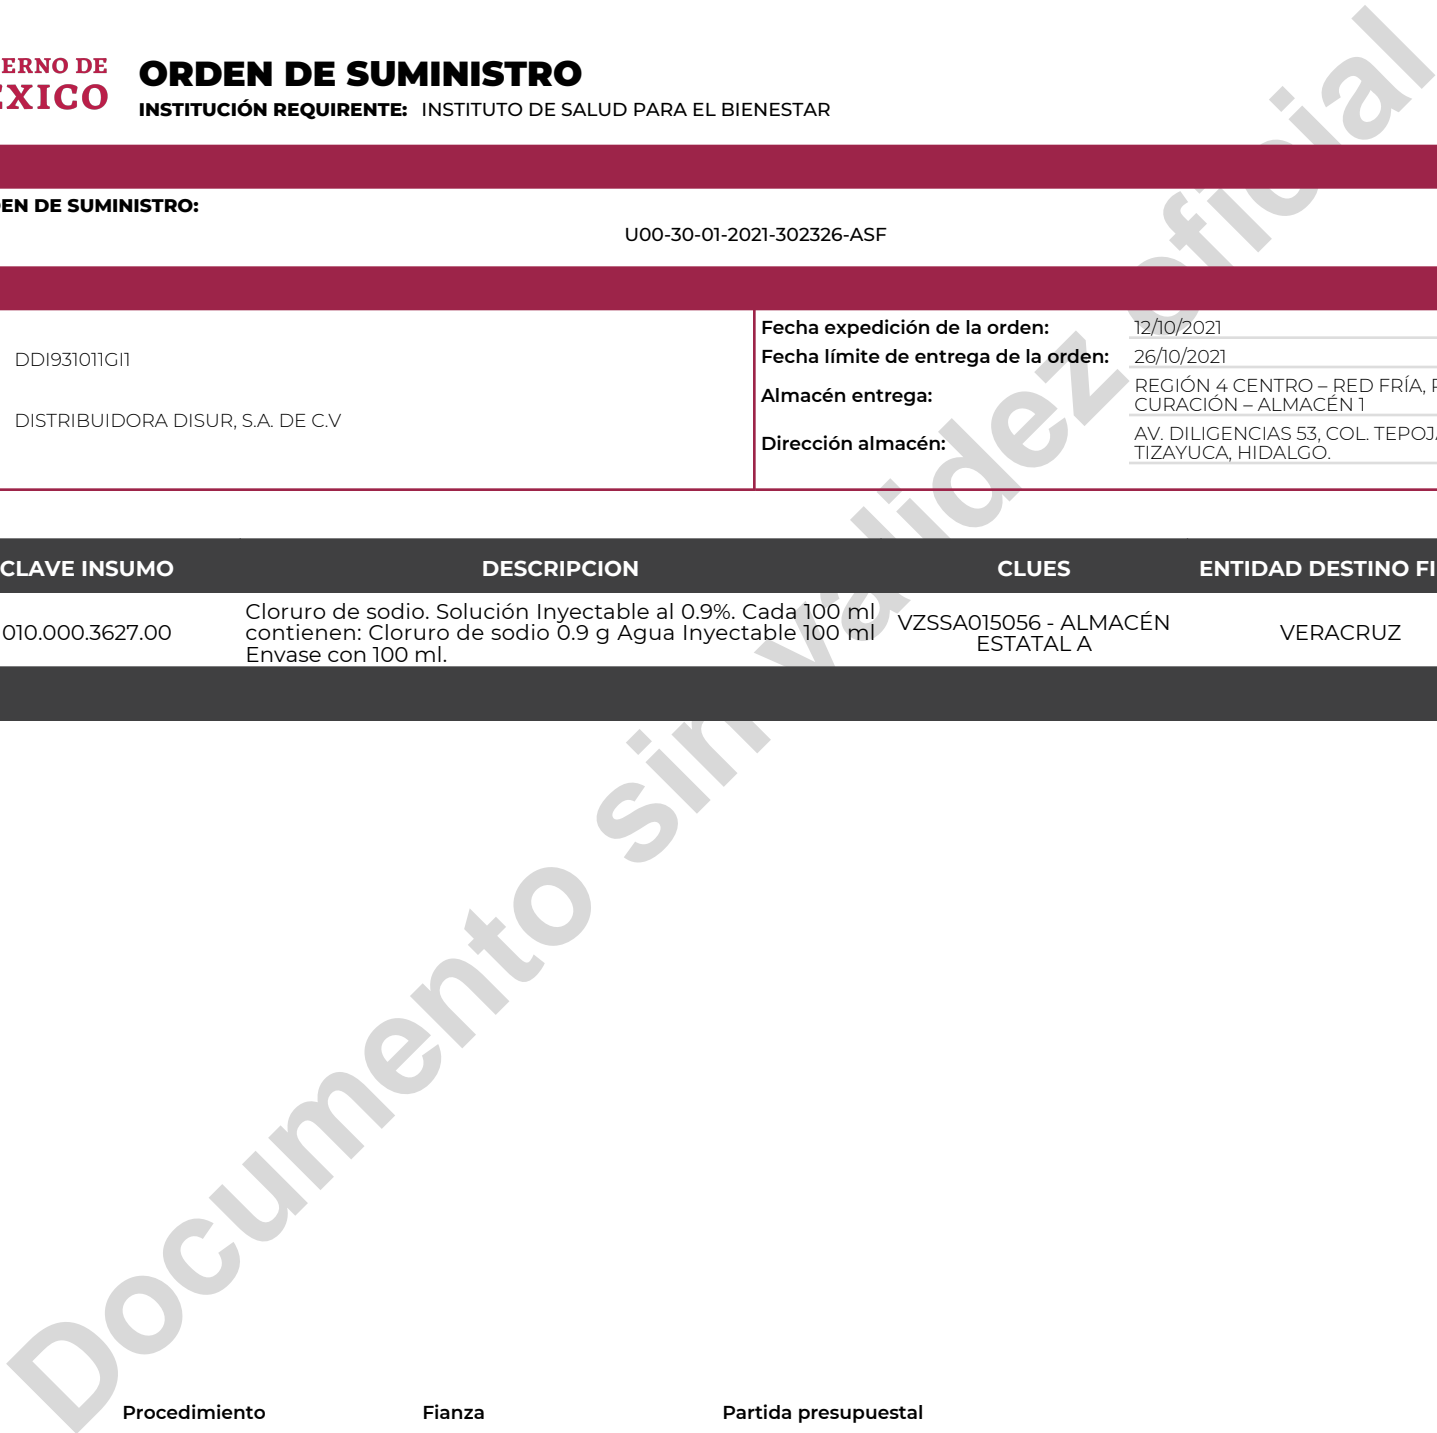 ERNO DE
ÉXICO
ORDEN DE SUMINISTRO
INSTITUCIÓN REQUIRENTE: INSTITUTO DE SALUD PARA EL BIENESTAR
EN DE SUMINISTRO:
U00-30-01-2021-302326-ASF
DDI931011GI1
DISTRIBUIDORA DISUR, S.A. DE C.V
Fecha expedición de la orden: 12/10/2021
Fecha límite de entrega de la orden: 26/10/2021
Almacén entrega: REGIÓN 4 CENTRO – RED FRÍA,
CURACIÓN – ALMACÉN 1
Dirección almacén: AV. DILIGENCIAS 53, COL. TEPOJA
TIZAYUCA, HIDALGO.
CLAVE INSUMO DESCRIPCION CLUES ENTIDAD DESTINO FI
010.000.3627.00
Cloruro de sodio. Solución Inyectable al 0.9%. Cada 100 ml
contienen: Cloruro de sodio 0.9 g Agua Inyectable 100 ml
Envase con 100 ml.
VZSSA015056 - ALMACÉN
ESTATAL A
VERACRUZ
Documento sin validez oficial
Procedimiento Fianza Partida presupuestal